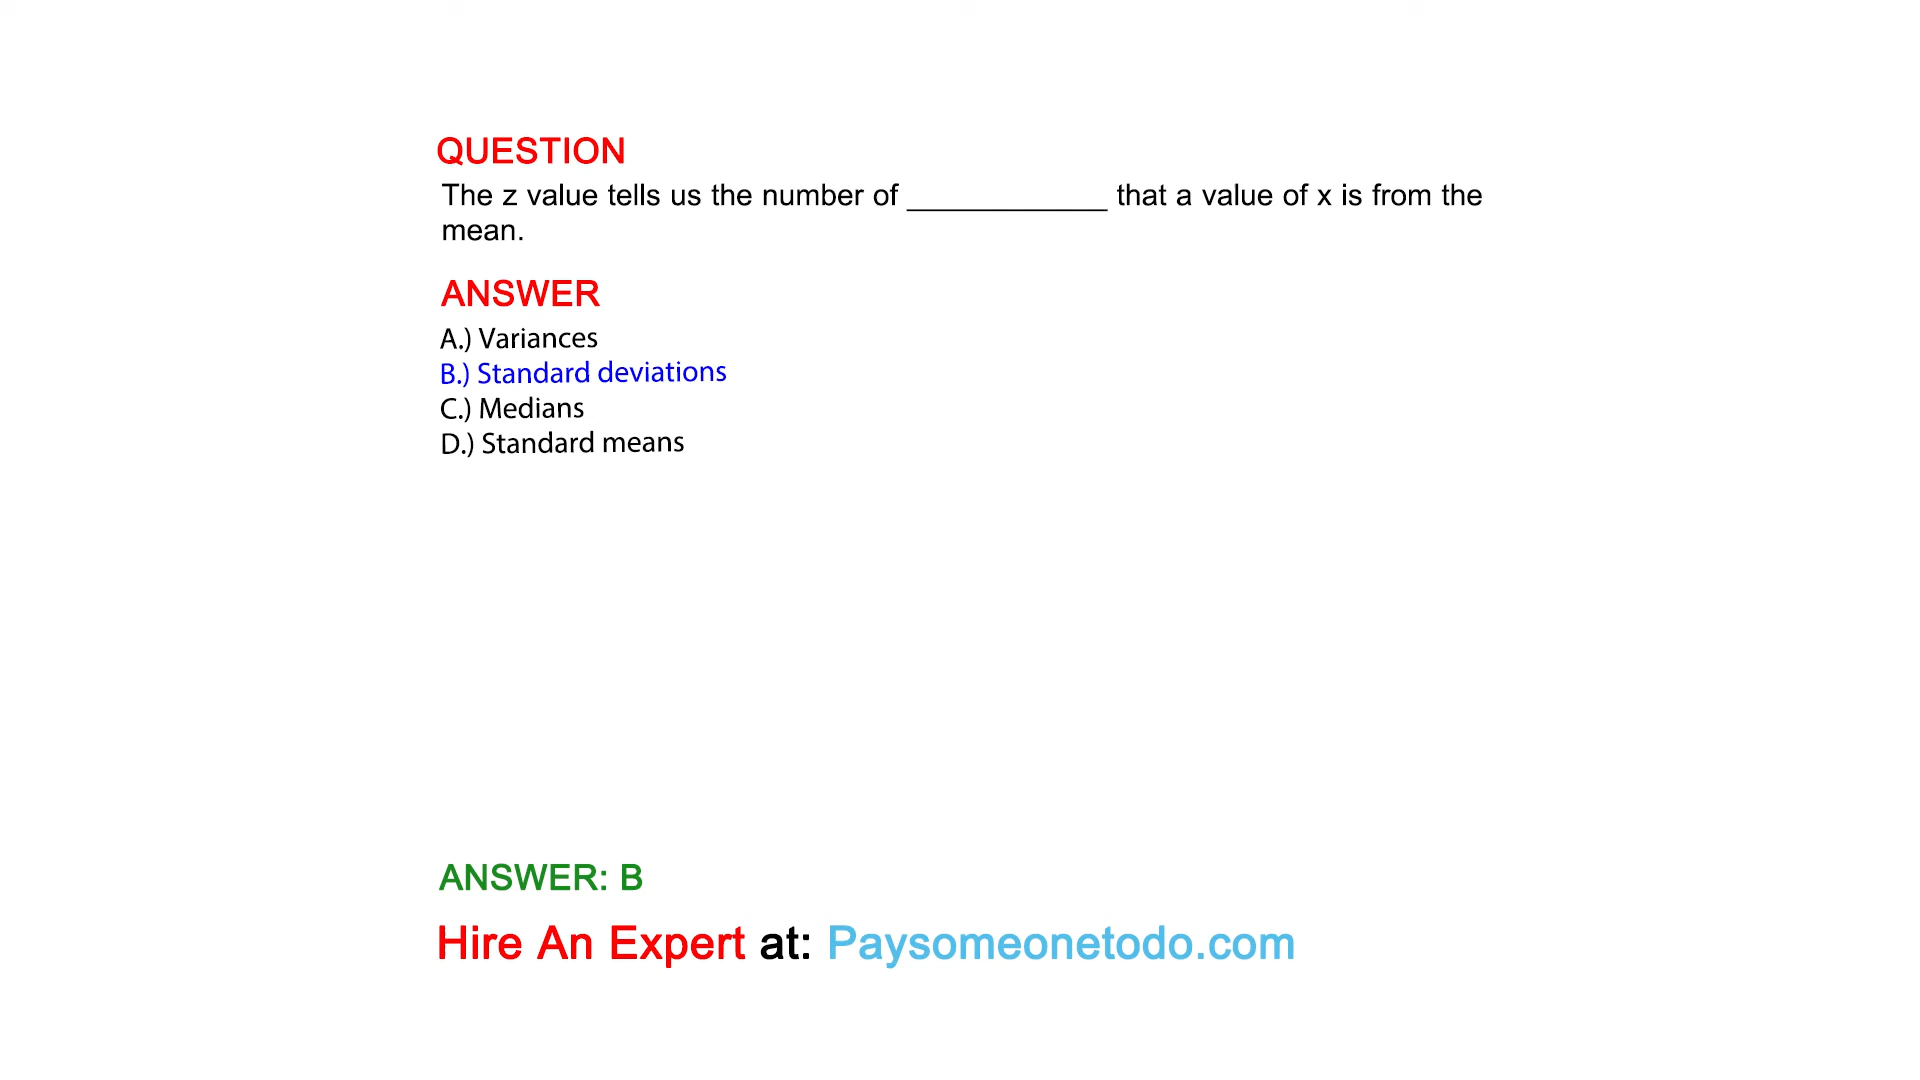 QUESTION
The z value tells us the number of ____________ that a value of x is from the
mean.
ANSWER
A.) Variances
B.) Standard deviations
C.) Medians
D.) Standard means
ANSWER: B
Hire An Expert at: Paysomeonetodo.com